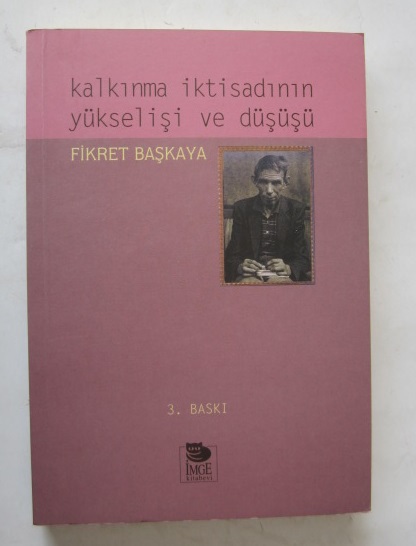 kalkınma iktisadının
yükselişi ve düşüşü
FİKRET BAŞKAYA
3. BASKI
İMGE
kitabevi